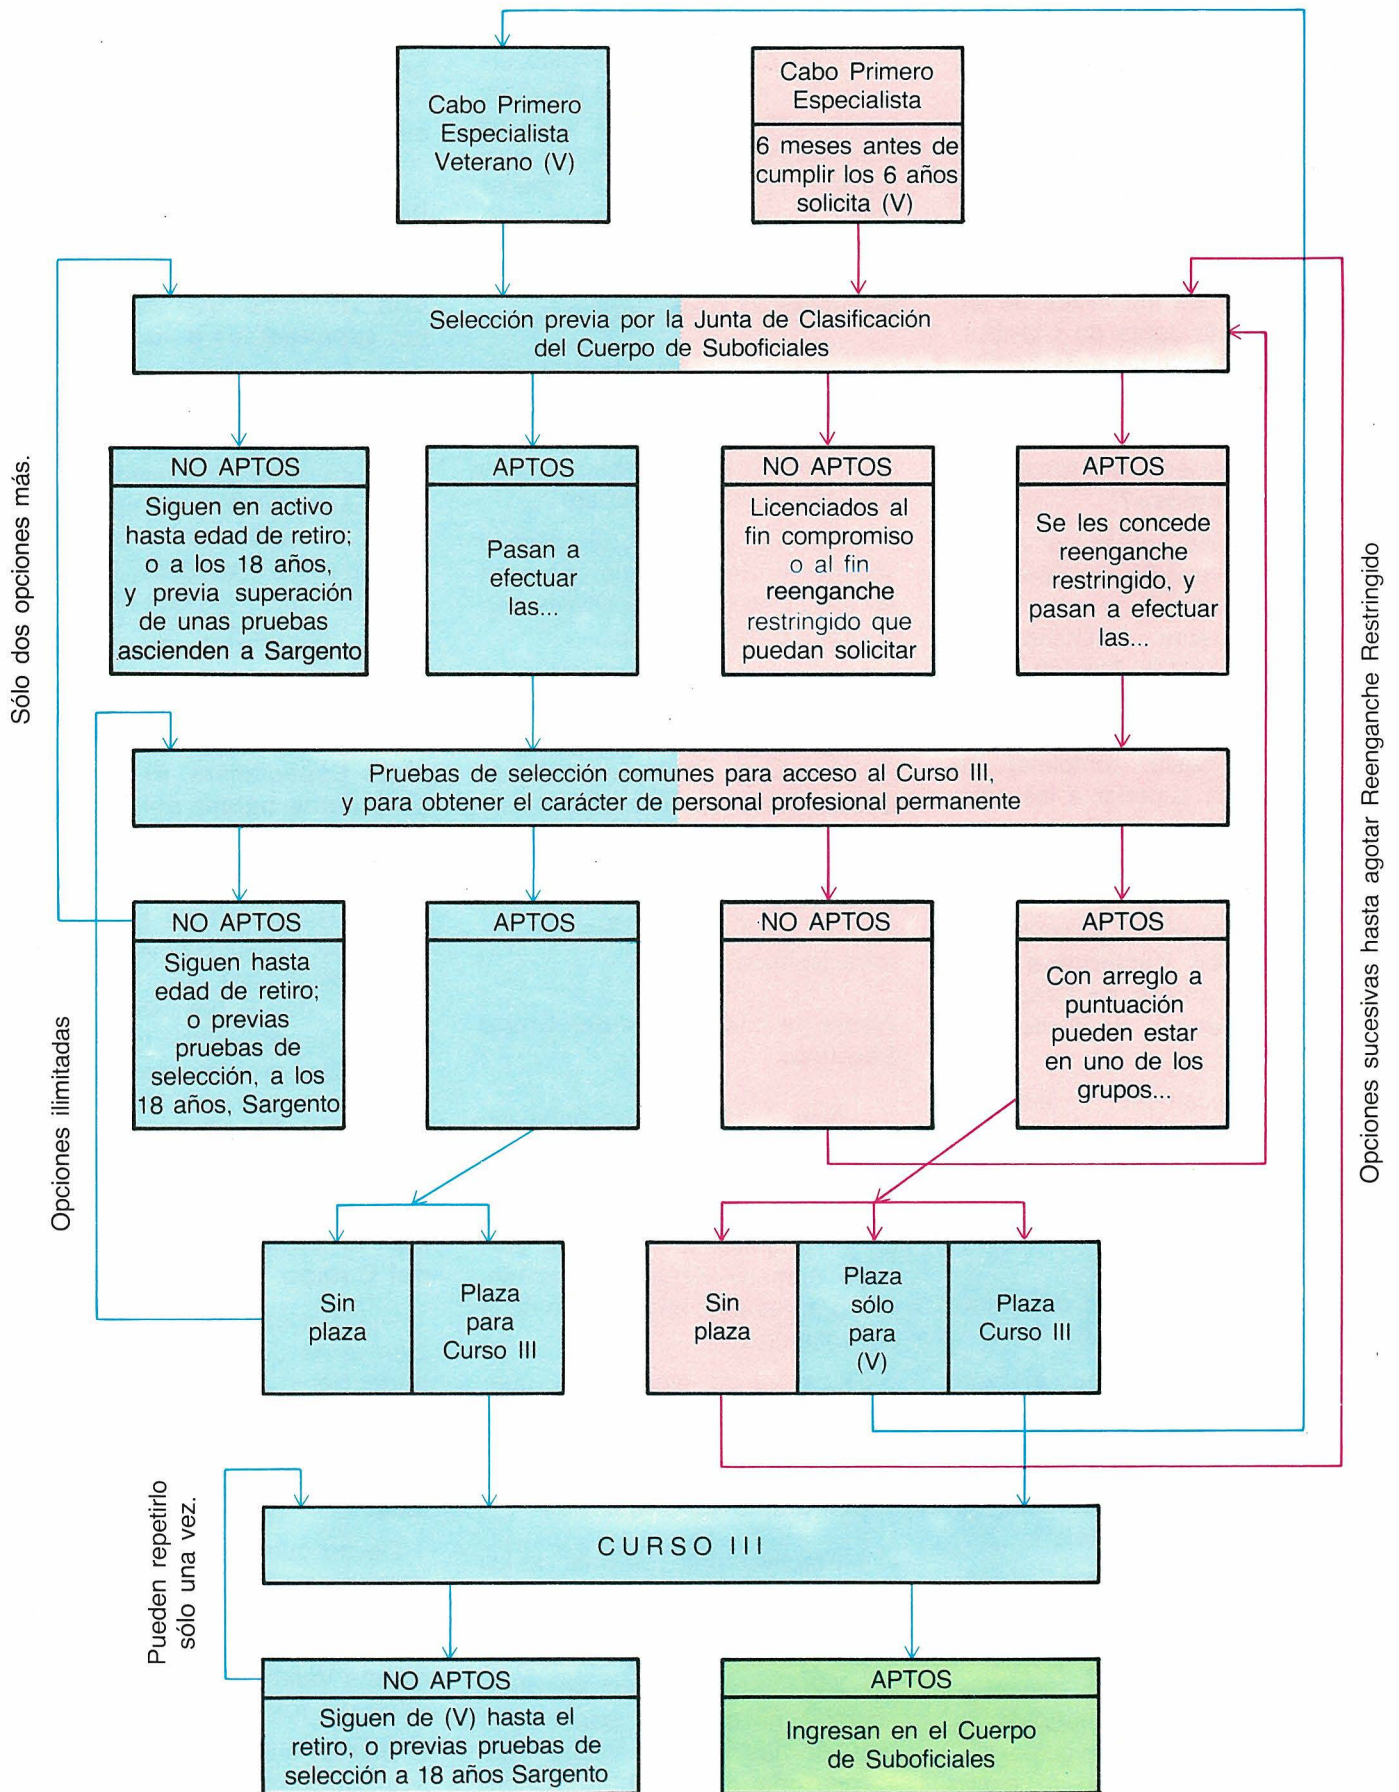 Cabo Primero
Especialista
Veterano (V)
Cabo Primero
Especialista
6 meses antes de
cumplir los 6 años
solicita (V)
Selección previa por la Junta de Clasificación
del Cuerpo de Suboficiales
NO APTOS
Siguen en activo
hasta edad de retiro;
o a los 18 años,
y previa superación
de unas pruebas
ascienden a Sargento
APTOS
Pasan a
efectuar
las...
NO APTOS
Licenciados al
fin compromiso
o al fin
reenganche
restringido que
puedan solicitar
APTOS
Se les concede
reenganche
restringido, y
pasan a efectuar
las...
Sólo dos opciones más.
Opciones sucesivas hasta agotar Reenganche Restringido
Pruebas de selección comunes para acceso al Curso III,
y para obtener el carácter de personal profesional permanente
NO APTOS
Siguen hasta
edad de retiro;
o previas
pruebas de
selección, a los
18 años, Sargento
APTOS
NO APTOS
APTOS
Con arreglo a
puntuación
pueden estar
en uno de los
grupos...
Opciones ilimitadas
Sin
plaza
Plaza
para
Curso III
Sin
plaza
Plaza
sólo
para
(V)
Plaza
Curso III
Pueden repetirlo
sólo una vez.
CURSO III
NO APTOS
Siguen de (V) hasta el
retiro, o previas pruebas de
selección a 18 años Sargento
APTOS
Ingresan en el Cuerpo
de Suboficiales